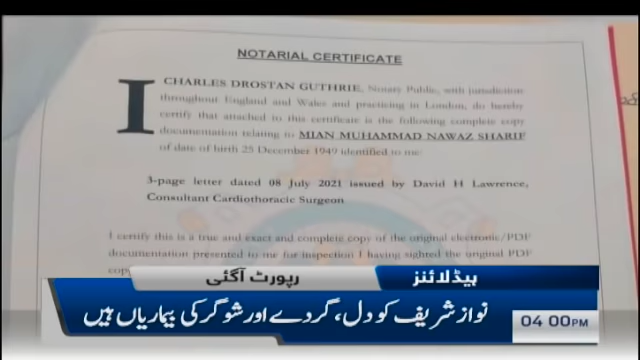 NOTARIAL CERTIFICATE
I CHARLES DROSTAN GUTHRIE, Notary Public, with jurisdiction
throughout England and Wales and practicing in London, do hereby
certify that attached to this certificate is the following complete copy
documentation relating to MIAN MUHAMMAD NAWAZ SHARIF
of date of birth 25 December 1949 identified to me:
3-page letter dated 08 July 2021 issued by David H Lawrence,
Consultant Cardiothoracic Surgeon
I certify this is a true and exact and complete copy of the original electronic/PDF
documentation presented to me for inspection I having sighted the original PDF
ہیڈلائنز
رپورٹ آگئی
نواز شریف کو دل، گردے اور شوگر کی بیماریاں ہیں
04 00PM